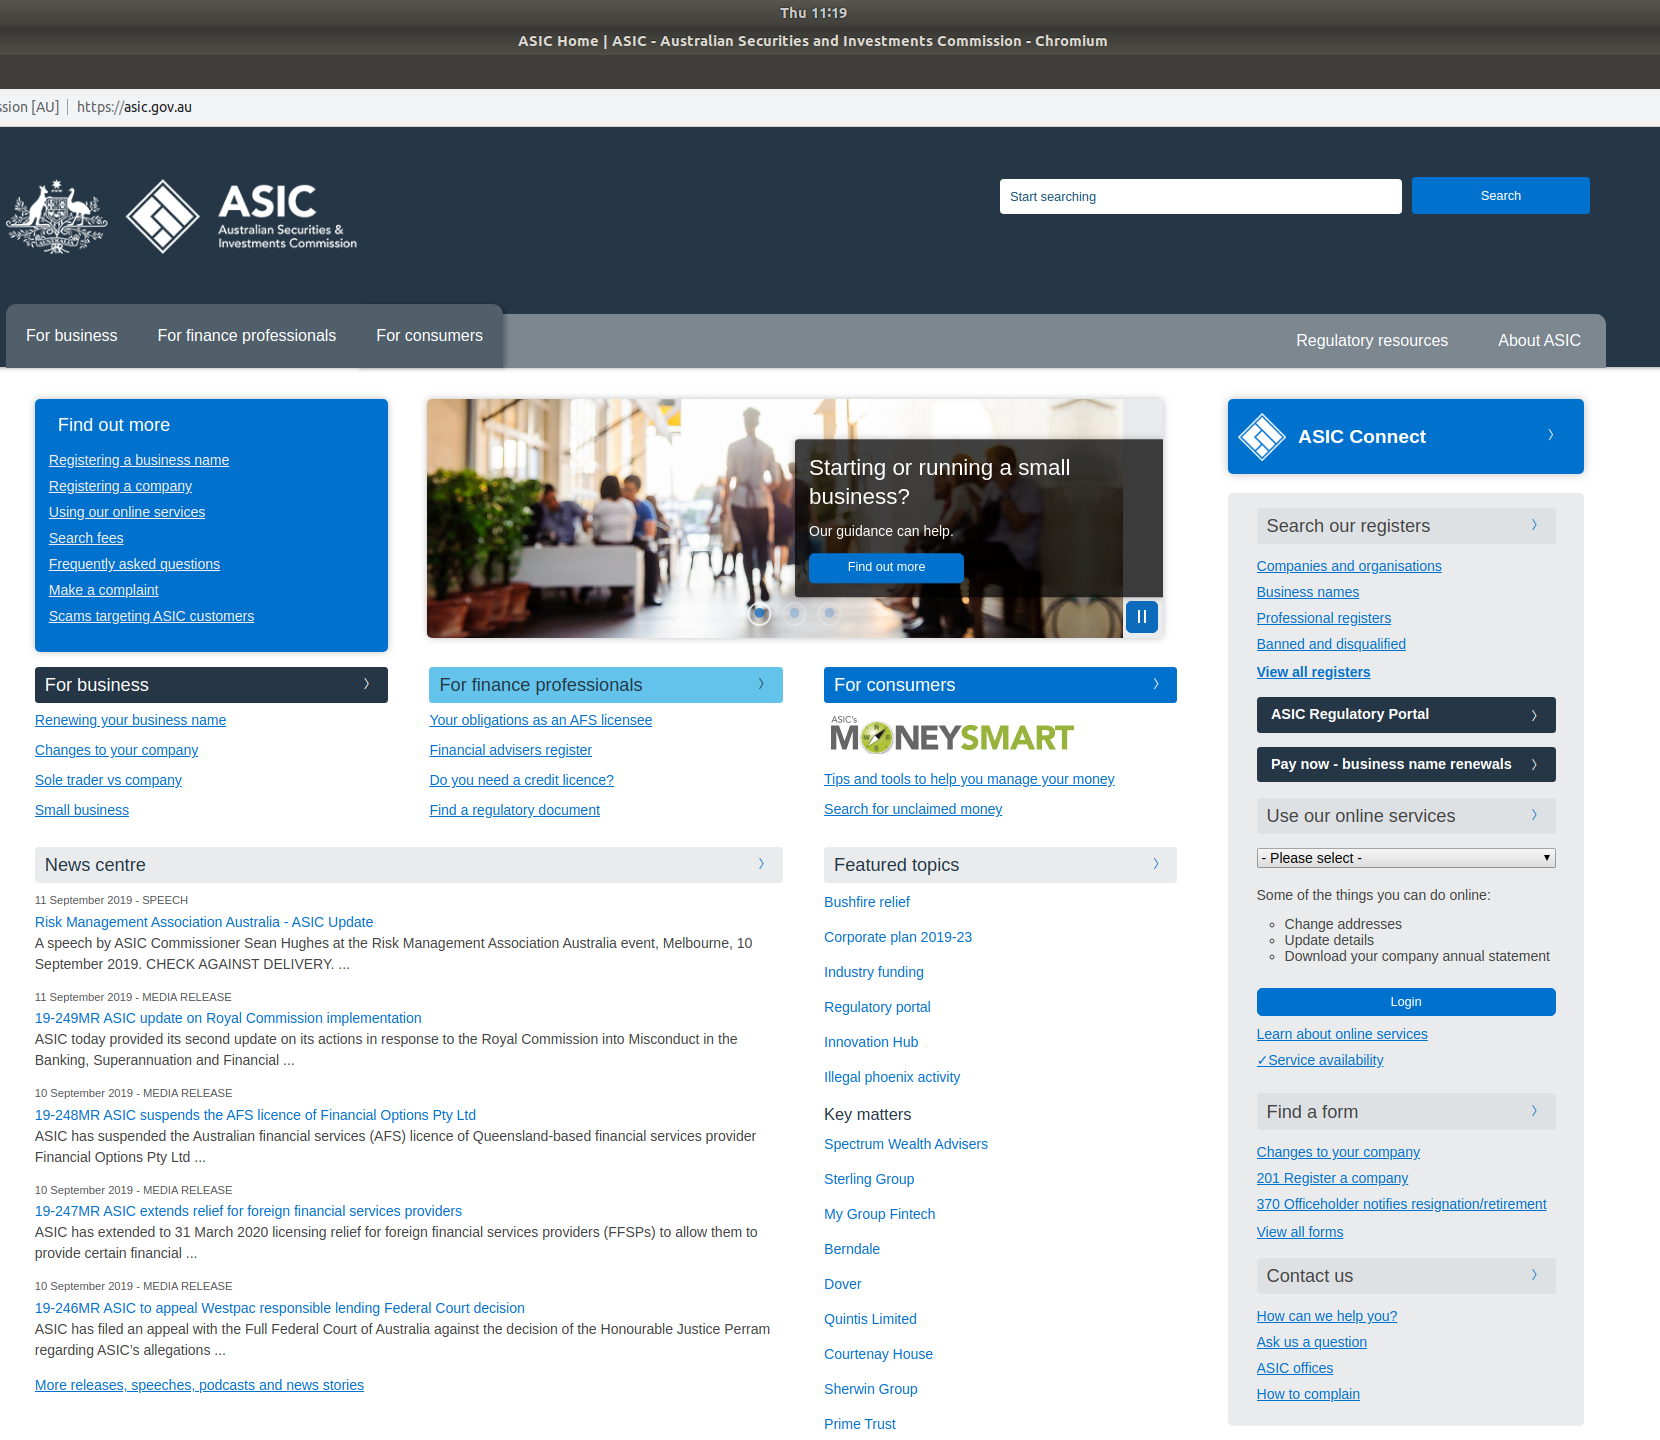 Thu 11:19
ASIC Home | ASIC - Australian Securities and Investments Commission - Chromium
ssion [AU] | https://asic.gov.au
ASIC
Australian Securities &
Investments Commission
AUSTRALIA
Start searching
Search
For business
For finance professionals
For consumers
Regulatory resources
About ASIC
Find out more
Registering a business name
Registering a company
Using our online services
Search fees
Frequently asked questions
Make a complaint
Scams targeting ASIC customers
Starting or running a small
business?
Our guidance can help.
Find out more
For business
Renewing your business name
Changes to your company
Sole trader vs company
Small business
For finance professionals
Your obligations as an AFS licensee
Financial advisers register
Do you need a credit licence?
Find a regulatory document
For consumers
ASIC's
MONEYSMART
Tips and tools to help you manage your money
Search for unclaimed money
News centre
11 September 2019 - SPEECH
Risk Management Association Australia - ASIC Update
A speech by ASIC Commissioner Sean Hughes at the Risk Management Association Australia event, Melbourne, 10
September 2019. CHECK AGAINST DELIVERY. ...
11 September 2019 - MEDIA RELEASE
19-249MR ASIC update on Royal Commission implementation
ASIC today provided its second update on its actions in response to the Royal Commission into Misconduct in the
Banking, Superannuation and Financial ...
10 September 2019 - MEDIA RELEASE
19-248MR ASIC suspends the AFS licence of Financial Options Pty Ltd
ASIC has suspended the Australian financial services (AFS) licence of Queensland-based financial services provider
Financial Options Pty Ltd ...
10 September 2019 - MEDIA RELEASE
19-247MR ASIC extends relief for foreign financial services providers
ASIC has extended to 31 March 2020 licensing relief for foreign financial services providers (FFSPs) to allow them to
provide certain financial ...
10 September 2019 - MEDIA RELEASE
19-246MR ASIC to appeal Westpac responsible lending Federal Court decision
ASIC has filed an appeal with the Full Federal Court of Australia against the decision of the Honourable Justice Perram
regarding ASIC's allegations ...
More releases, speeches, podcasts and news stories
Featured topics
Bushfire relief
Corporate plan 2019-23
Industry funding
Regulatory portal
Innovation Hub
Illegal phoenix activity
Key matters
Spectrum Wealth Advisers
Sterling Group
My Group Fintech
Berndale
Dover
Quintis Limited
Courtenay House
Sherwin Group
Prime Trust
ASIC Connect
Search our registers
Companies and organisations
Business names
Professional registers
Banned and disqualified
View all registers
ASIC Regulatory Portal
Pay now - business name renewals
Use our online services
- Please select -
Some of the things you can do online:
Change addresses
Update details
Download your company annual statement
Login
Learn about online services
✓Service availability
Find a form
Changes to your company
201 Register a company
370 Officeholder notifies resignation/retirement
View all forms
Contact us
How can we help you?
Ask us a question
ASIC offices
How to complain